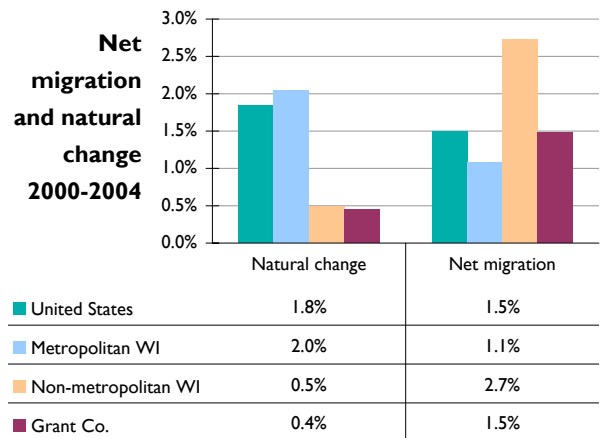 Net
migration
and natural
change
2000-2004
3.0%
2.5%
2.0%
1.5%
1.0%
0.5%
0.0%
Natural change Net migration
United States 1.8% 1.5%
Metropolitan WI 2.0% 1.1%
Non-metropolitan WI 0.5% 2.7%
Grant Co. 0.4% 1.5%